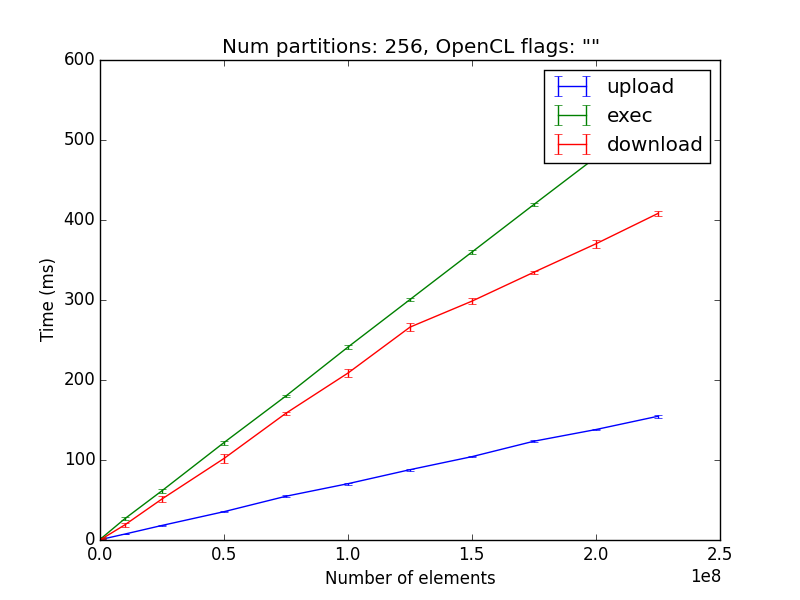 Num partitions: 256, OpenCL flags: ""
600
500
400
300
200
100
0
Time (ms)
upload
exec
download
0.0 0.5 1.0 1.5 2.0 2.5
1e8
Number of elements